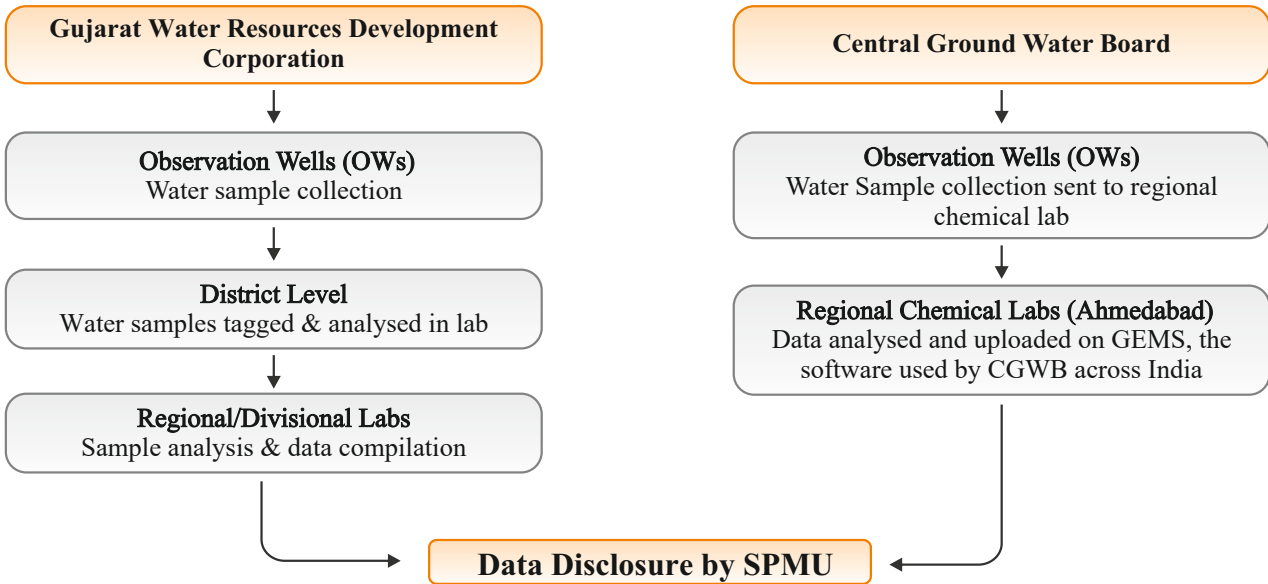 Gujarat Water Resources Development
Corporation
Observation Wells (OWs)
Water sample collection
District Level
Water samples tagged & analysed in lab
Regional/Divisional Labs
Sample analysis & data compilation
Central Ground Water Board
Observation Wells (OWs)
Water Sample collection sent to regional
chemical lab
Regional Chemical Labs (Ahmedabad)
Data analysed and uploaded on GEMS, the
software used by CGWB across India
Data Disclosure by SPMU